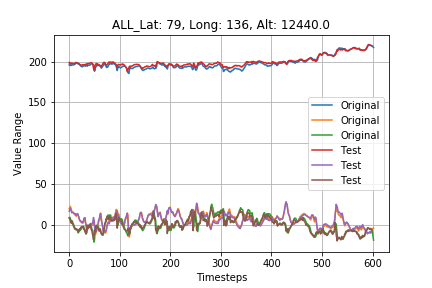 ALL_Lat: 79, Long: 136, Alt: 12440.0
Value Range
200
150
100
50
0
Original
Original
Original
Test
Test
Test
0
100
200
300
400
500
600
Timesteps